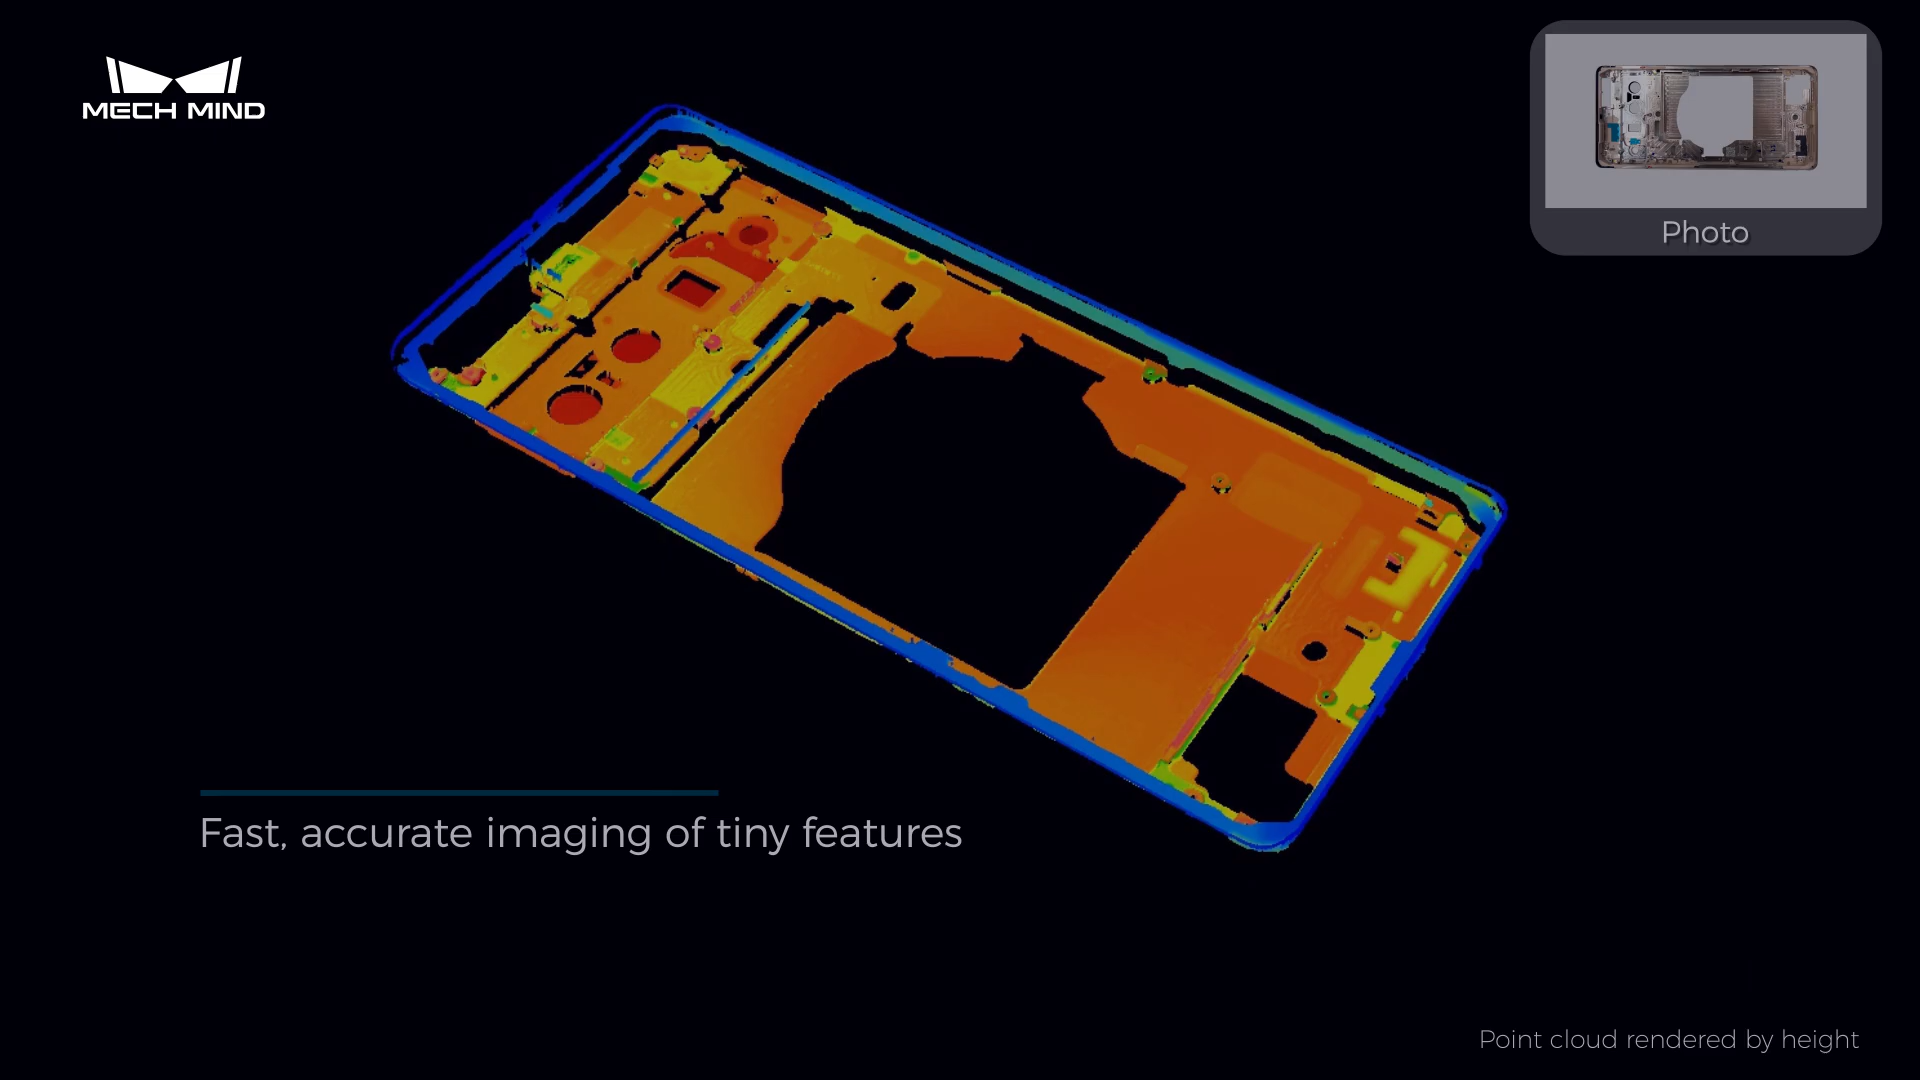 MECH MIND
Photo
Fast, accurate imaging of tiny features
Point cloud rendered by height